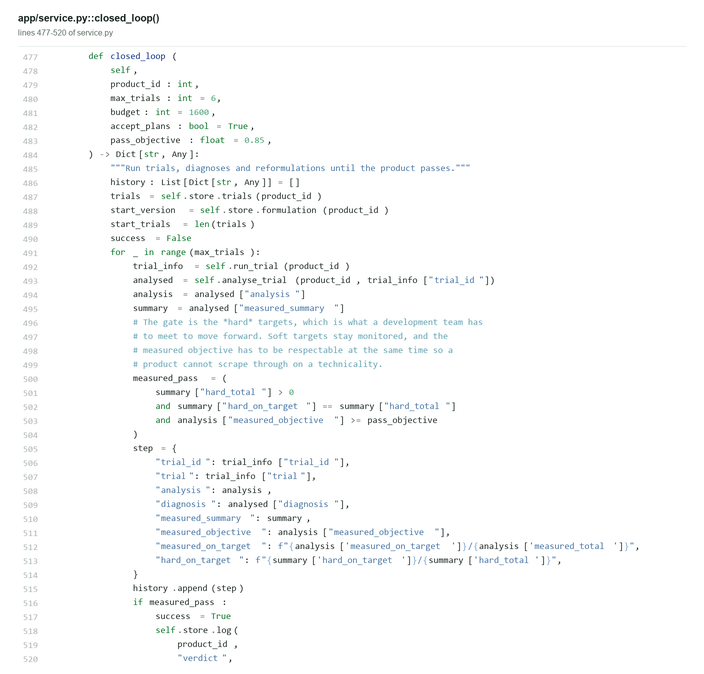 app/service.py::closed_loop()
lines 477-520 of service.py
477 def closed_loop (
478 self ,
479 product_id : int ,
480 max_trials : int = 6,
481 budget : int = 1600 ,
482 accept_plans : bool = True ,
483 pass_objective : float = 0.85 ,
484 ) -> Dict [str , Any ]:
485 """Run trials, diagnoses and reformulations until the product passes."""
486 history : List [Dict [str , Any ]] = []
487 trials = self .store .trials (product_id )
488 start_version = self .store .formulation (product_id )
489 start_trials = len (trials )
490 success = False
491 for _ in range (max_trials ):
492 trial_info = self .run_trial (product_id )
493 analysed = self .analyse_trial (product_id , trial_info ["trial_id "])
494 analysis = analysed ["analysis "]
495 summary = analysed ["measured_summary "]
496 # The gate is the *hard* targets, which is what a development team has
497 # to meet to move forward. Soft targets stay monitored, and the
498 # measured objective has to be respectable at the same time so a
499 # product cannot scrape through on a technicality.
500 measured_pass = (
501 summary ["hard_total "] > 0
502 and summary ["hard_on_target "] == summary ["hard_total "]
503 and analysis ["measured_objective "] >= pass_objective
504 )
505 step = {
506 "trial_id ": trial_info ["trial_id "],
507 "trial ": trial_info ["trial "],
508 "analysis ": analysis ,
509 "diagnosis ": analysed ["diagnosis "],
510 "measured_summary ": summary ,
511 "measured_objective ": analysis ["measured_objective "],
512 "measured_on_target ": f"{analysis ['measured_on_target ']}/{analysis ['measured_total ']}",
513 "hard_on_target ": f"{summary ['hard_on_target ']}/{summary ['hard_total ']}",
514 }
515 history .append (step )
516 if measured_pass :
517 success = True
518 self .store .log (
519 product_id ,
520 "verdict ",